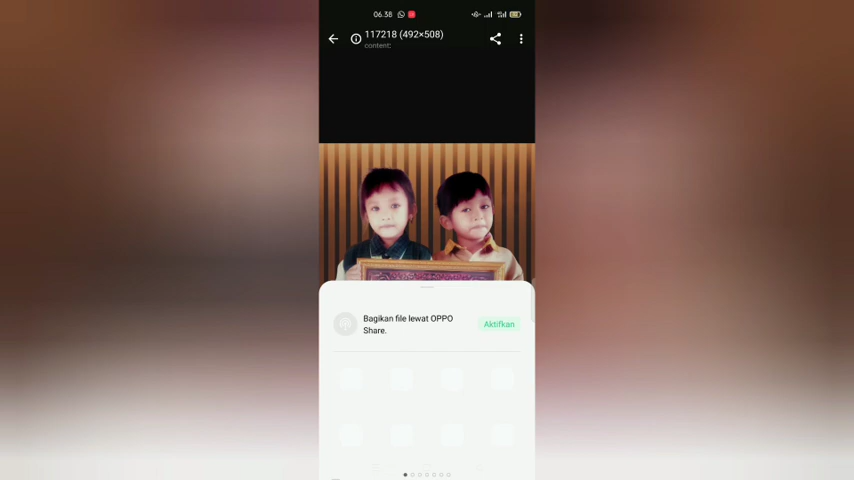 06.38
117218 (492×508)
content:
Bagikan file lewat OPPO
Share.
Aktifkan